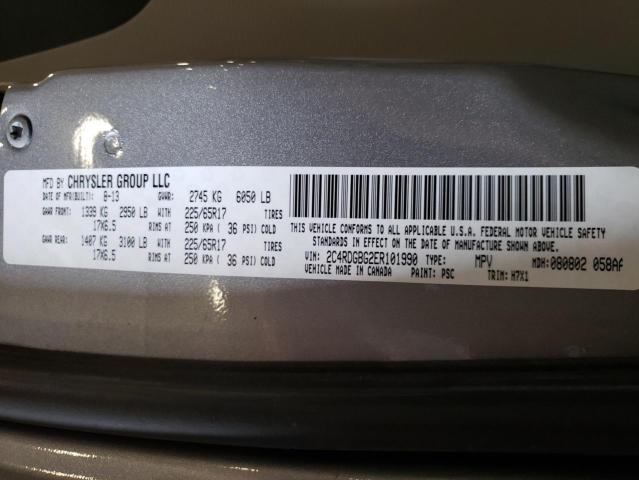 MFD BY CHRYSLER GROUP LLC
DATE OF MFR(BUILT): 8-13 GVWR: 2745 KG 6050 LB
GAWR FRONT: 1339 KG 2950 LB WITH 225/65R17 TIRES
17X6.5 RIMS AT 250 KPA ( 36 PSI) COLD
GAWR REAR: 1407 KG 3100 LB WITH 225/65R17 TIRES
17X6.5 RIMS AT 250 KPA ( 36 PSI) COLD
THIS VEHICLE CONFORMS TO ALL APPLICABLE U.S.A. FEDERAL MOTOR VEHICLE SAFETY
STANDARDS IN EFFECT ON THE DATE OF MANUFACTURE SHOWN ABOVE.
VIN: 2C4RDGBG2ER101990 TYPE: MPV MDH: 080802 058AA
VEHICLE MADE IN CANADA PAINT: PSC TRIM: H7X1